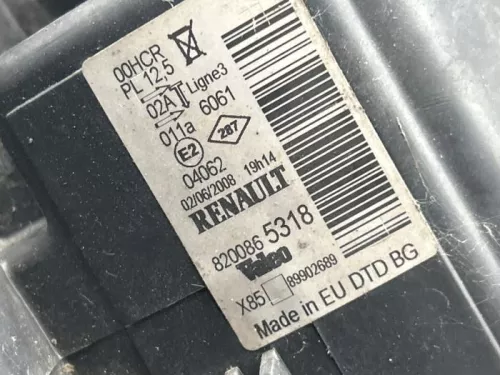 00HCR
PL 12,5
02A Ligne3
011a 6061
E2 287
04062
02/06/2008 19h14
RENAULT
820086 5318
Valeo
X85 89902689
Made in EU DTD BG